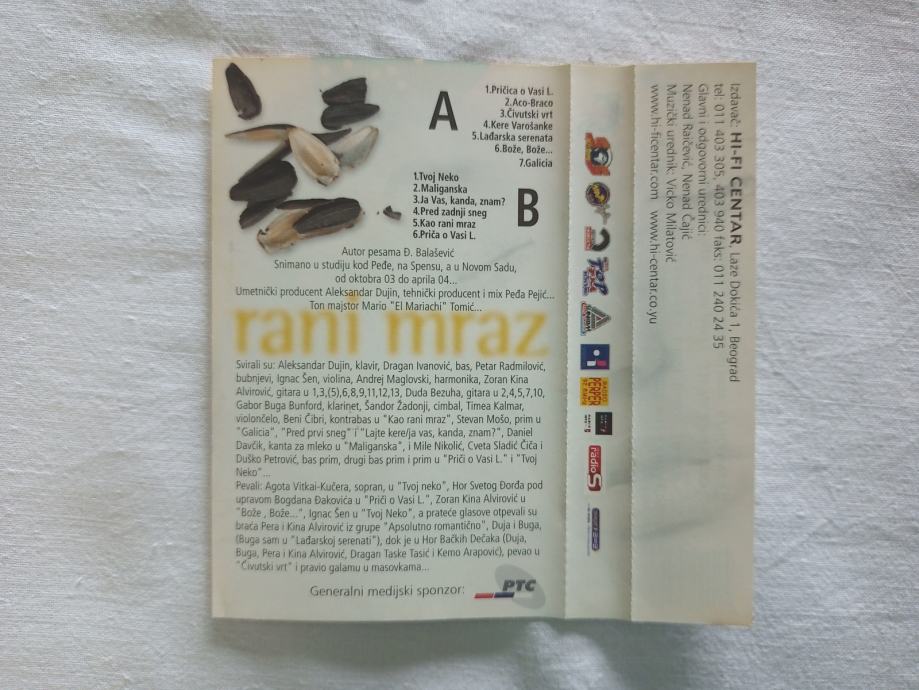 A
1.Pričica o Vasi L.
2.Aco-Braco
3.Čivutski vrt
4.Kere Varošanke
5.Lađarska serenata
6.Bože, Bože...
7.Galicia
B
1.Tvoj Neko
2.Maliganska
3.Ja Vas, kanda, znam?
4.Pred zadnji sneg
5.Kao rani mraz
6.Priča o Vasi L.
Autor pesama Đ. Balašević
Snimano u studiju kod Peđe, na Spensu, a u Novom Sadu,
od oktobra 03 do aprila 04...
Umetnički producent Aleksandar Dujin, tehnički producent i mix Peđa Pejić...
Ton majstor Mario "El Mariachi" Tomić...
rani mraz
Svirali su: Aleksandar Dujin, klavir, Dragan Ivanović, bas, Petar Radmilović,
bubnjevi, Ignac Šen, violina, Andrej Maglovski, harmonika, Zoran Kina
Alvirović, gitara u 1,3,(5),6,8,9,11,12,13, Duda Bezuha, gitara u 2,4,5,7,10,
Gabor Buga Bunford, klarinet, Šandor Žadonji, cimbal, Timea Kalmar,
violončelo, Beni Čibri, kontrabas u "Kao rani mraz", Stevan Mošo, prim u
"Galicia", "Pred prvi sneg" i "Lajte kere/ja vas, kanda, znam?", Daniel
Davčik, kanta za mleko u "Maliganska", i Mile Nikolić, Cveta Sladić Čiča i
Duško Petrović, bas prim, drugi bas prim i prim u "Priči o Vasi L." i "Tvoj
Neko"...
Pevali: Agota Vitkai-Kučera, sopran, u "Tvoj neko", Hor Svetog Đorđa pod
upravom Bogdana Đakovića u "Priči o Vasi L.", Zoran Kina Alvirović u
"Bože , Bože...", Ignac Šen u "Tvoj Neko", a prateće glasove otpevali su
braća Pera i Kina Alvirović iz grupe "Apsolutno romantično", Duja i Buga,
(Buga sam u "Lađarskoj serenati"), dok je u Hor Bačkih Dečaka (Duja,
Buga, Pera i Kina Alvirović, Dragan Taske Tasić i Kemo Arapović), pevao u
"Čivutski vrt" i pravio galamu u masovkama...
Generalni medijski sponzor:
PTC
TOP
RADIO
PERPER
radio S
Izdavač: HI-FI CENTAR, Laze Dokića 1, Beograd
tel: 011 403 305, 403 940 faks: 011 240 24 35
Glavni i odgovorni urednici:
Nenad Raičević, Nenad Čajić
Muzički urednik: Vicko Milatović
www.hi-ficentar.com www.hi-centar.co.yu